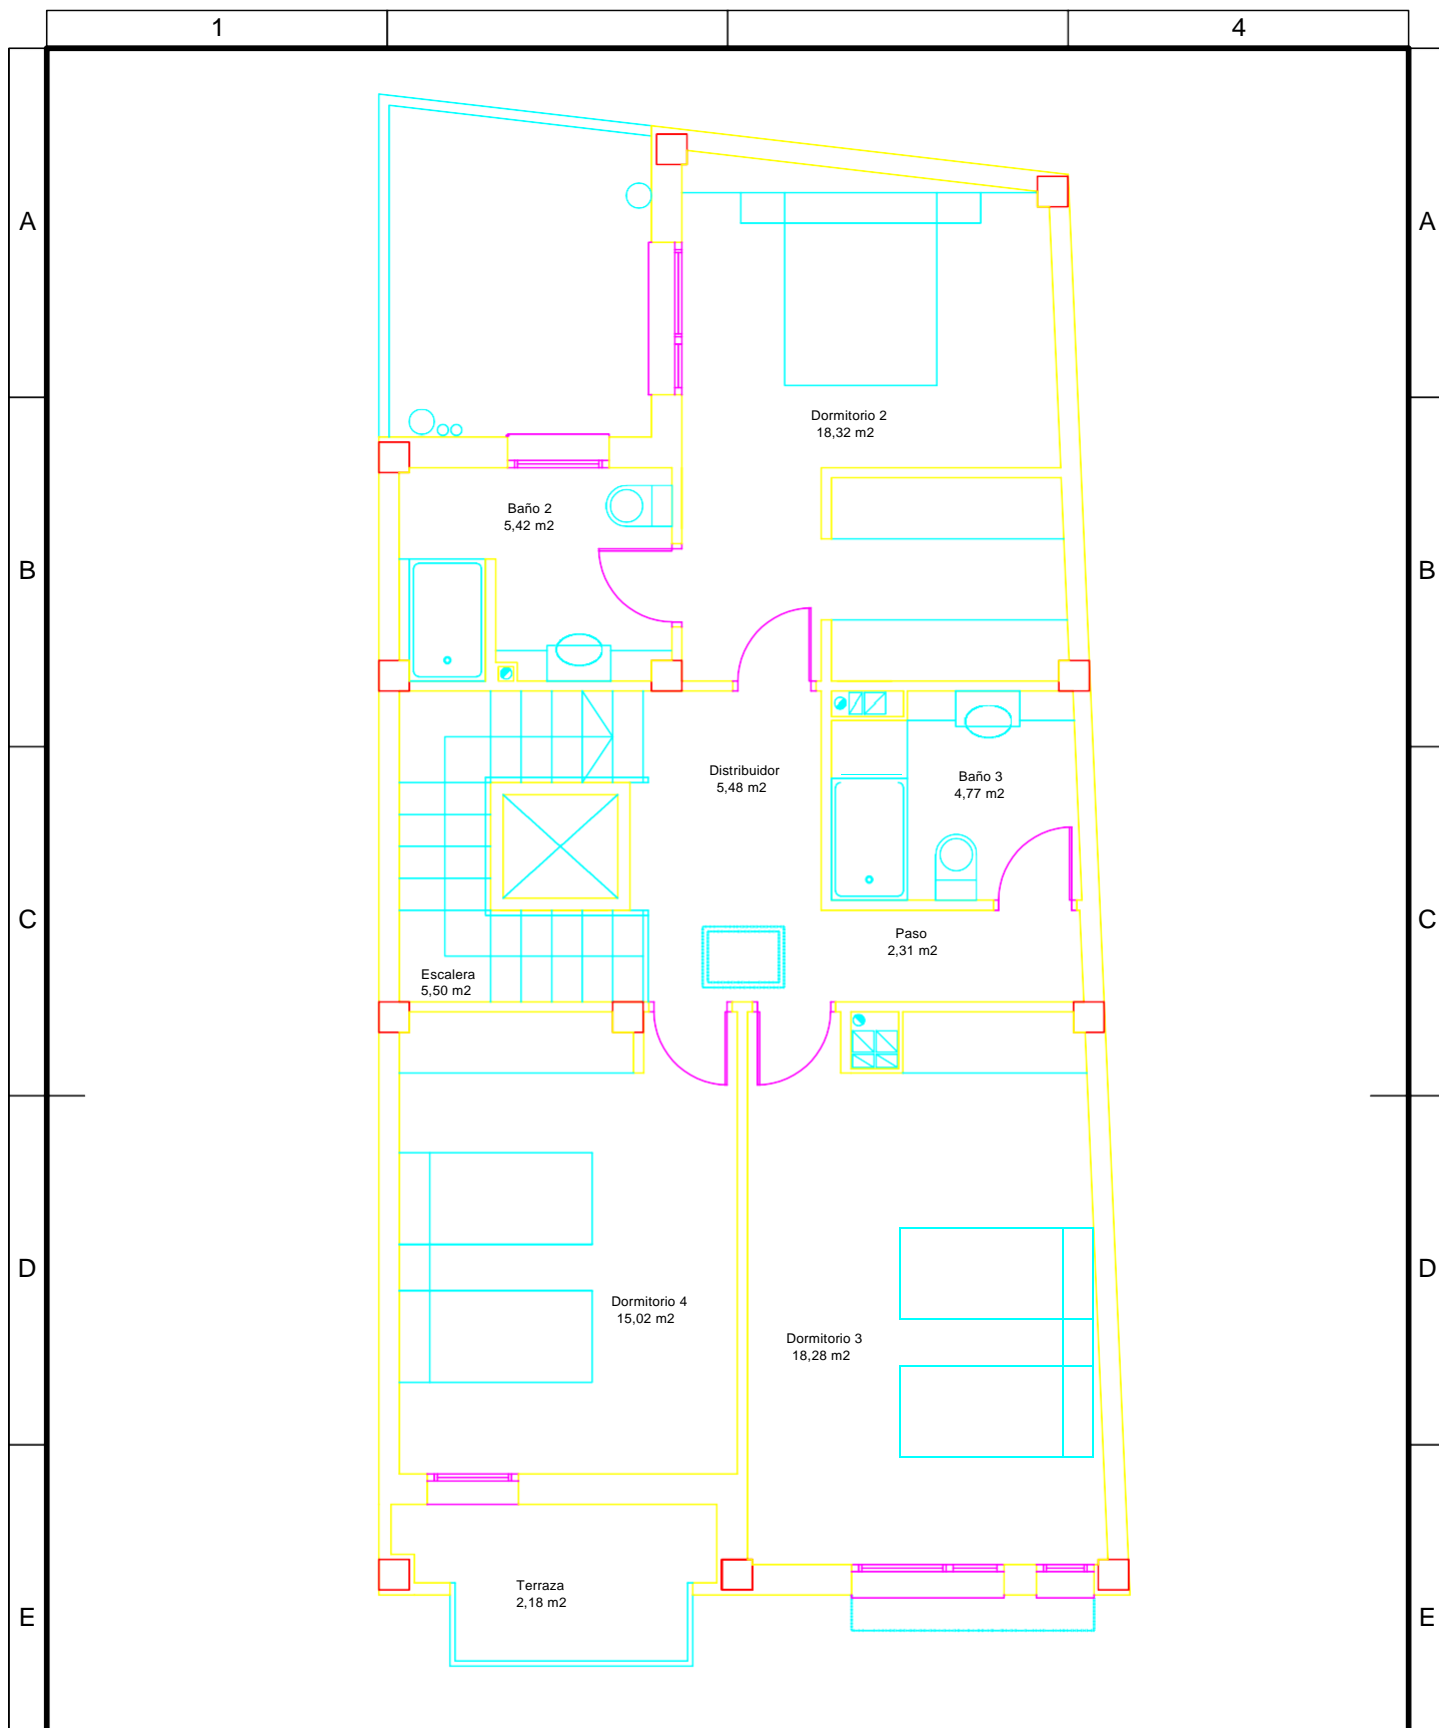 1
4
A
A
Dormitorio 2
18,32 m2
Baño 2
5,42 m2
B
B
Distribuidor
5,48 m2
Baño 3
4,77 m2
C
C
Paso
2,31 m2
Escalera
5,50 m2
D
D
Dormitorio 4
15,02 m2
Dormitorio 3
18,28 m2
Terraza
2,18 m2
E
E